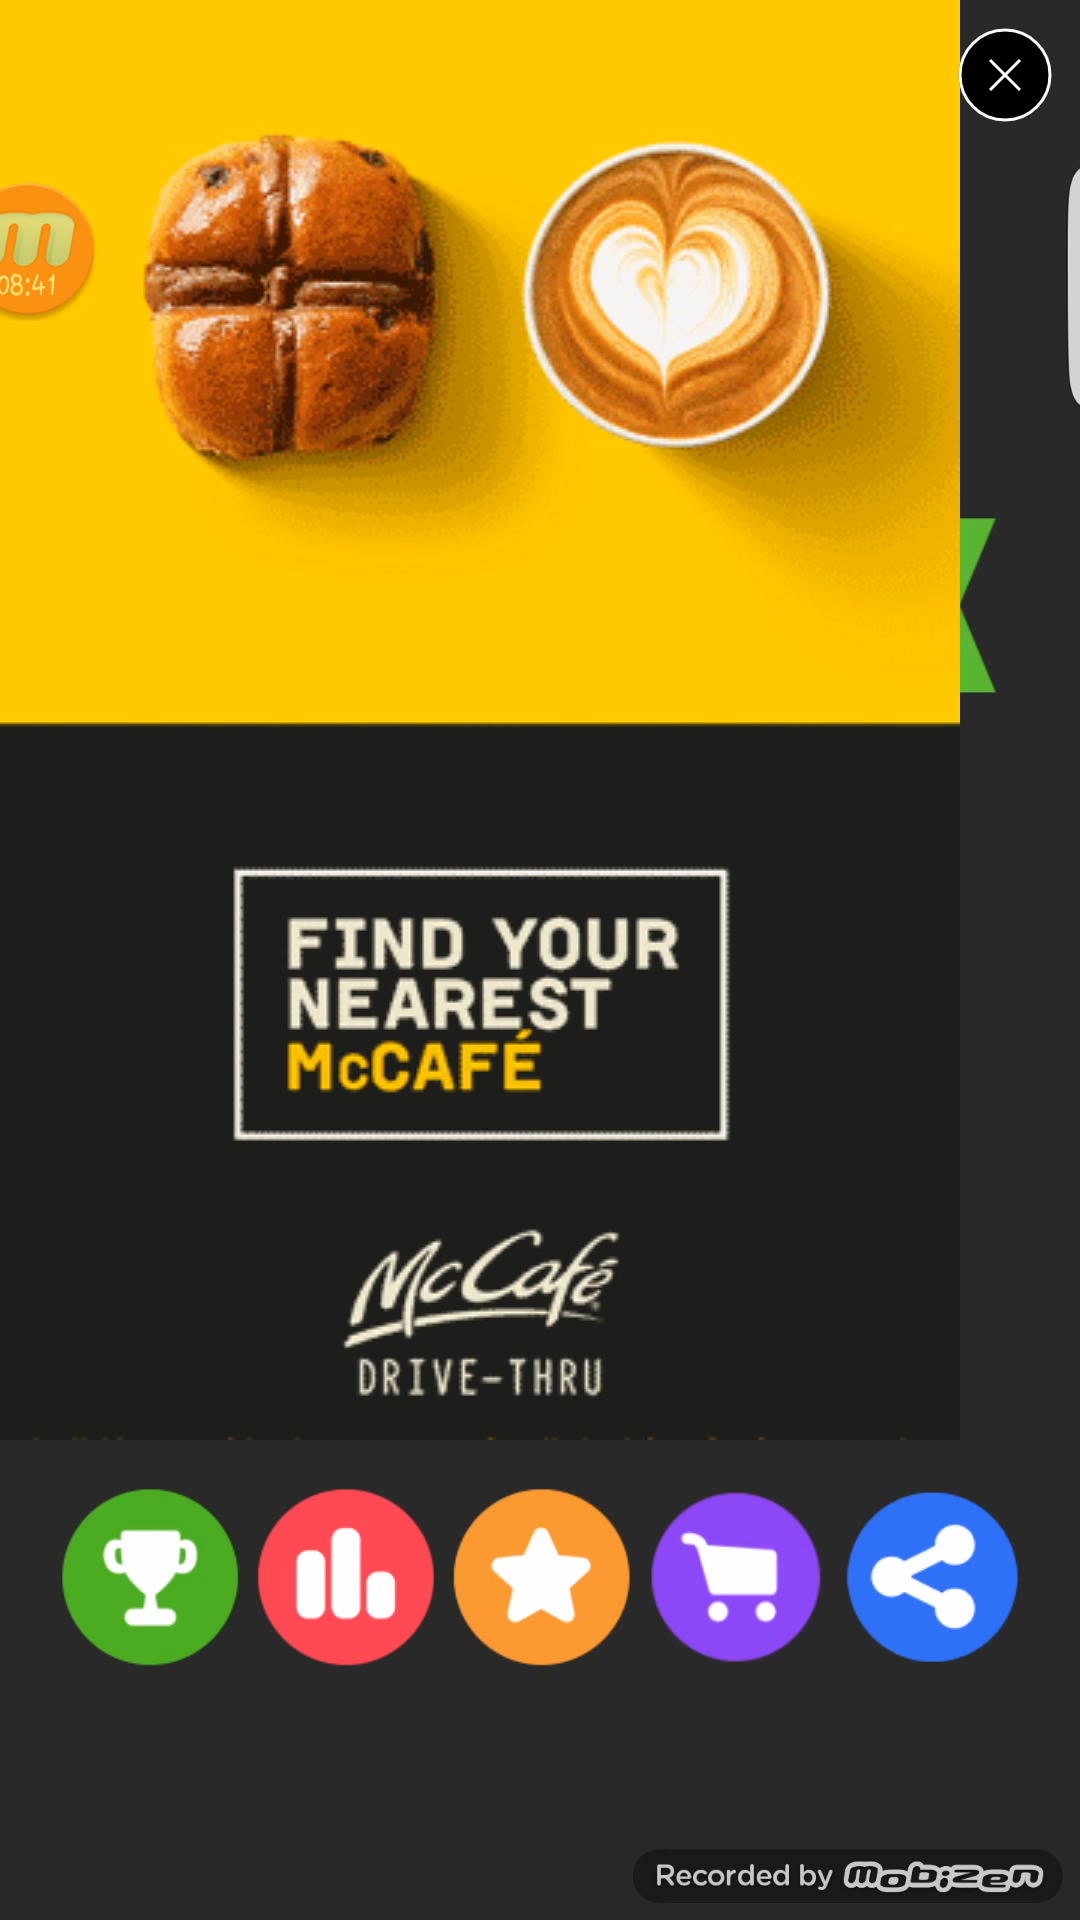 m
08:41
FIND YOUR
NEAREST
McCAFÉ
McCafé
DRIVE-THRU
Recorded by mobizen